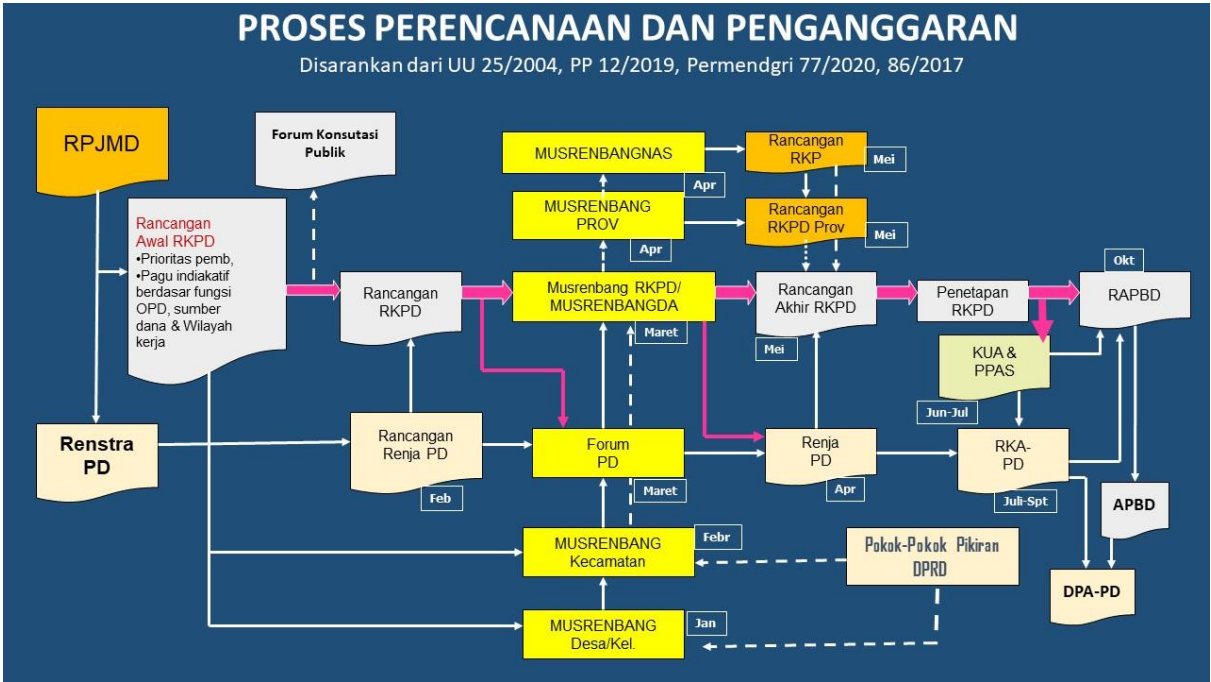 PROSES PERENCANAAN DAN PENGANGGARAN
Disarankan dari UU 25/2004, PP 12/2019, Permendgri 77/2020, 86/2017
RPJMD
Forum Konsutasi
Publik
MUSRENBANGNAS
Apr
Rancangan
RKP
Mei
MUSRENBANG
PROV
Apr
Rancangan
RKPD Prov
Mei
Rancangan
Awal RKPD
•Prioritas pemb,
•Pagu indiakatif
berdasar fungsi
OPD, sumber
dana & Wilayah
kerja
Rancangan
RKPD
Musrenbang RKPD/
MUSRENBANGDA
Maret
Rancangan
Akhir RKPD
Mei
Penetapan
RKPD
Okt
RAPBD
KUA &
PPAS
Jun-Jul
Renstra
PD
Rancangan
Renja PD
Feb
Forum
PD
Maret
Renja
PD
Apr
RKA-
PD
Juli-Spt
APBD
MUSRENBANG
Kecamatan
Febr
Pokok-Pokok Pikiran
DPRD
DPA-PD
MUSRENBANG
Desa/Kel.
Jan